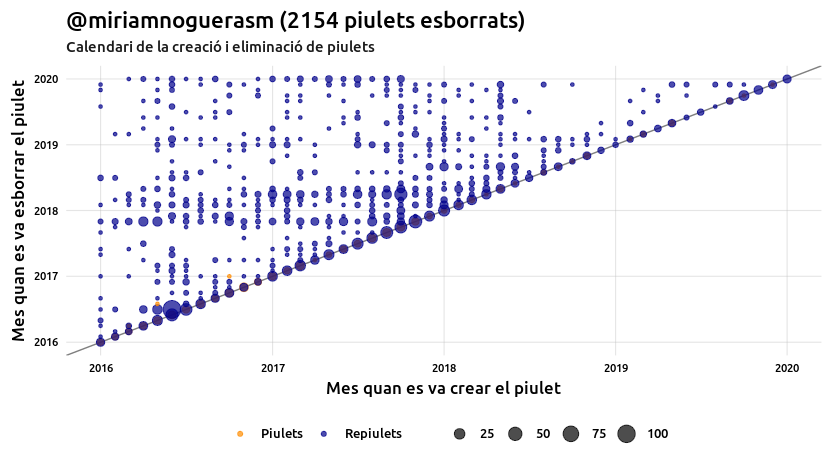 @miriamnoguerasm (2154 piulets esborrats)
Calendari de la creació i eliminació de piulets
Mes quan es va esborrar el piulet
2020
2019
2018
2017
2016
2016 2017 2018 2019 2020
Mes quan es va crear el piulet
Piulets Repiulets 25 50 75 100